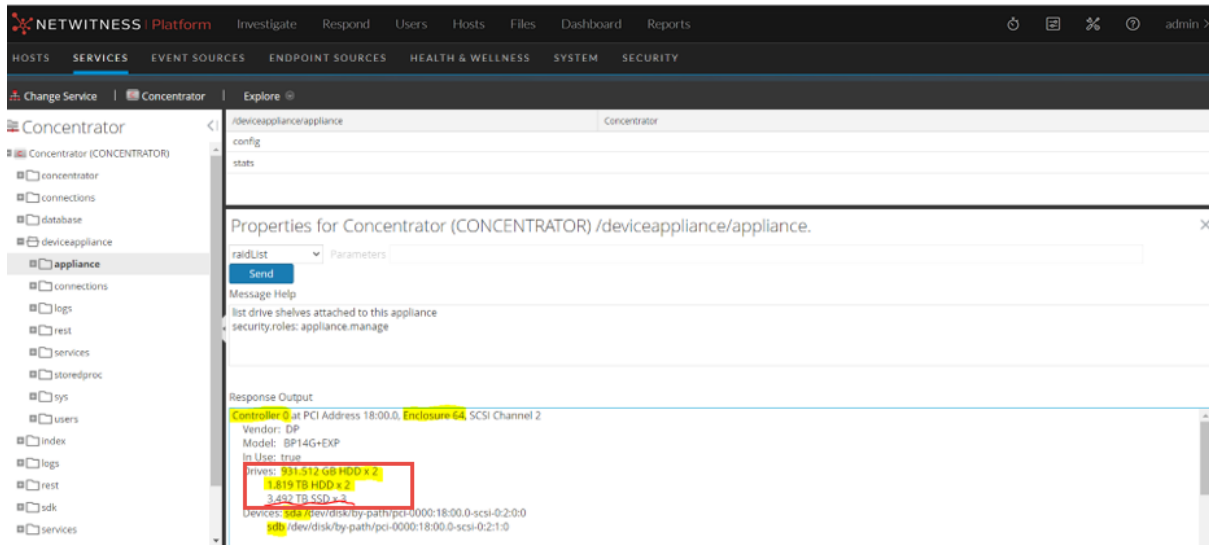 NETWITNESS | Platform Investigate Respond Users Hosts Files Dashboard Reports admin >
HOSTS SERVICES EVENT SOURCES ENDPOINT SOURCES HEALTH & WELLNESS SYSTEM SECURITY
Change Service | Concentrator | Explore
Concentrator
Concentrator (CONCENTRATOR)
concentrator
connections
database
deviceappliance
appliance
connections
logs
rest
services
storedproc
sys
users
index
logs
rest
sdk
services
/deviceappliance/appliance Concentrator
config
stats
Properties for Concentrator (CONCENTRATOR) /deviceappliance/appliance.
raidList Parameters
Send
Message Help
list drive shelves attached to this appliance
security.roles: appliance.manage
Response Output
Controller 0 at PCI Address 18:00.0, Enclosure 64, SCSI Channel 2
Vendor: DP
Model: BP14G+EXP
In Use: true
Drives: 931.512 GB HDD x 2
1.819 TB HDD x 2
3.492 TB SSD x 3
Devices: sda /dev/disk/by-path/pci-0000:18:00.0-scsi-0:2:0:0
sdb /dev/disk/by-path/pci-0000:18:00.0-scsi-0:2:1:0